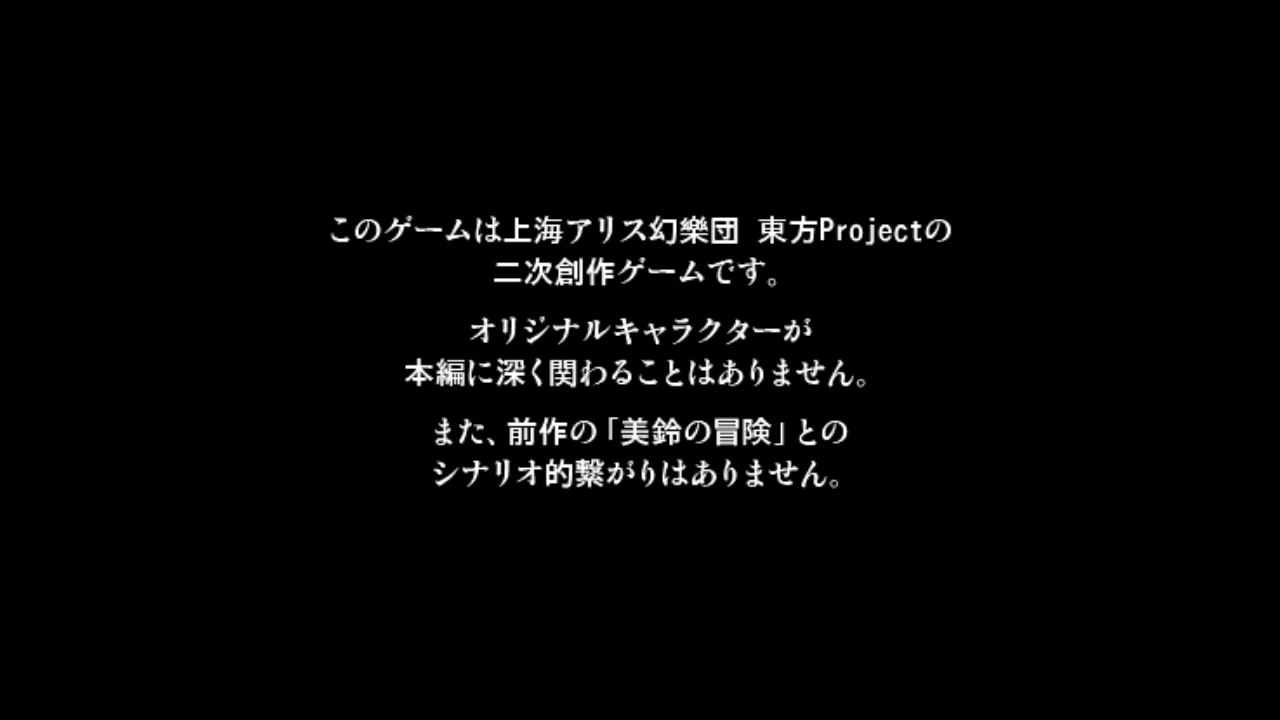 このゲームは上海アリス幻樂団 東方Projectの
二次創作ゲームです。
オリジナルキャラクターが
本編に深く関わることはありません。
また、前作の「美鈴の冒険」との
シナリオ的繋がりはありません。